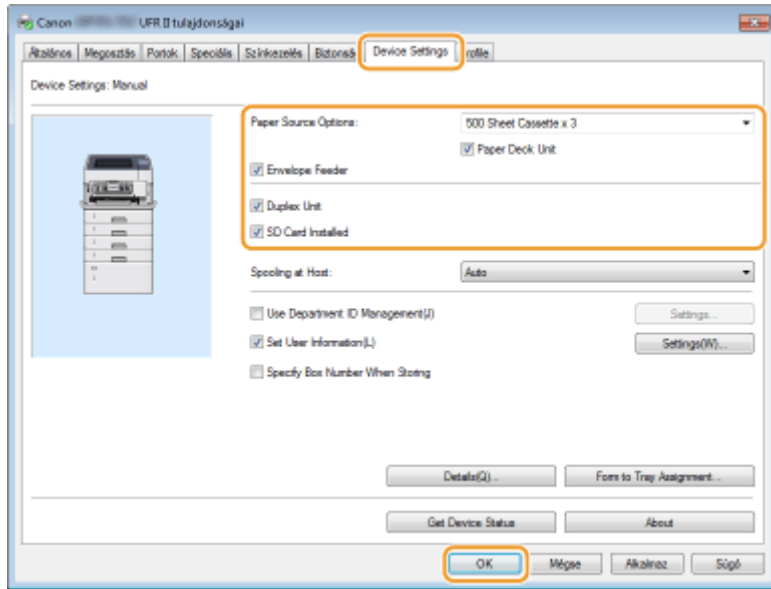 Canon UFR II tulajdonságai
Általános Megosztás Portok Speciális Színkezelés Biztonság Device Settings Profile
Device Settings: Manual
Paper Source Options: 500 Sheet Cassette x 3
Paper Deck Unit
Envelope Feeder
Duplex Unit
SD Card Installed
Spooling at Host: Auto
Use Department ID Management(J) Settings...
Set User Information(L) Settings(W)...
Specify Box Number When Storing
Details(Q)... Form to Tray Assignment...
Get Device Status About
OK Mégse Alkalmaz Súgó